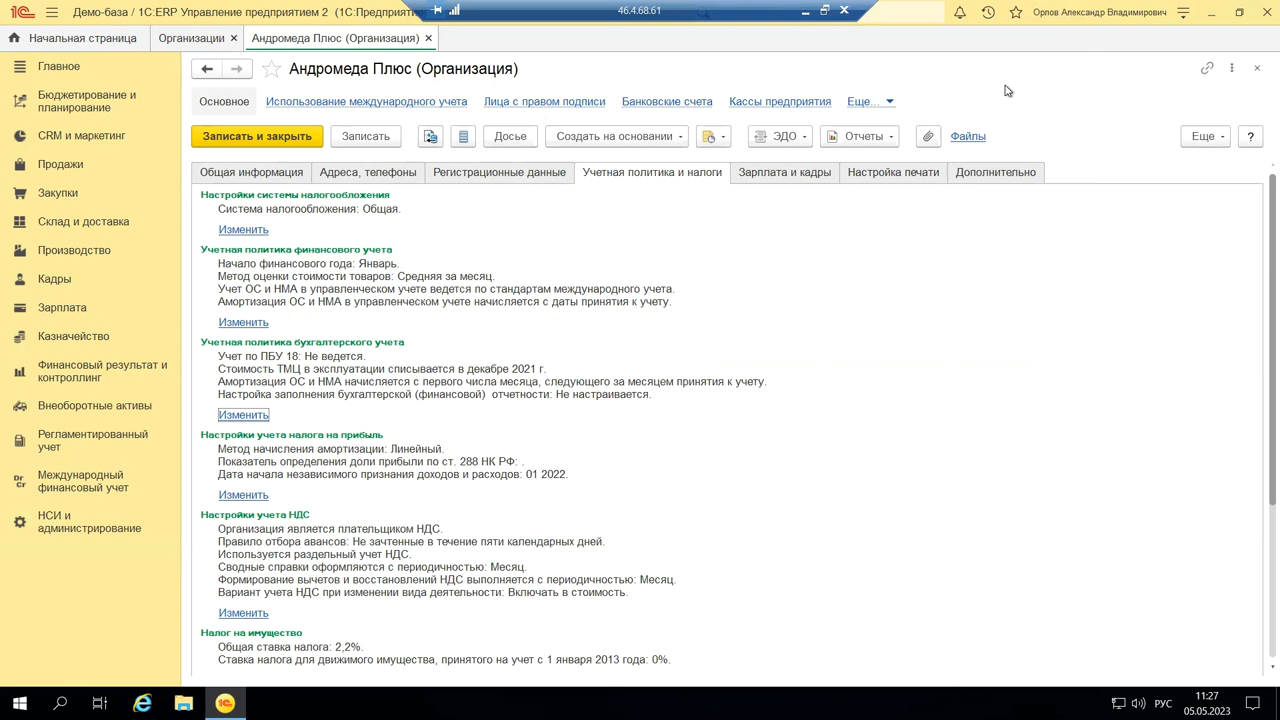 Демо-база / 1С:ERP Управление предприятием 2 (1С:Предприятие
46.4.68.61
Орлов Александр Владимирович
Начальная страница
Организации
Андромеда Плюс (Организация)
Главное
Бюджетирование и
планирование
CRM и маркетинг
Продажи
Закупки
Склад и доставка
Производство
Кадры
Зарплата
Казначейство
Финансовый результат и
контроллинг
Внеоборотные активы
Регламентированный
учет
Международный
финансовый учет
НСИ и
администрирование
Андромеда Плюс (Организация)
Основное Использование международного учета Лица с правом подписи Банковские счета Кассы предприятия Еще...
Записать и закрыть Записать Досье Создать на основании ЭДО Отчеты Файлы Еще ?
Общая информация Адреса, телефоны Регистрационные данные Учетная политика и налоги Зарплата и кадры Настройка печати Дополнительно
Настройки системы налогообложения
Система налогообложения: Общая.
Изменить
Учетная политика финансового учета
Начало финансового года: Январь.
Метод оценки стоимости товаров: Средняя за месяц.
Учет ОС и НМА в управленческом учете ведется по стандартам международного учета.
Амортизация ОС и НМА в управленческом учете начисляется с даты принятия к учету.
Изменить
Учетная политика бухгалтерского учета
Учет по ПБУ 18: Не ведется.
Стоимость ТМЦ в эксплуатации списывается в декабре 2021 г.
Амортизация ОС и НМА начисляется с первого числа месяца, следующего за месяцем принятия к учету.
Настройка заполнения бухгалтерской (финансовой) отчетности: Не настраивается.
Изменить
Настройки учета налога на прибыль
Метод начисления амортизации: Линейный.
Показатель определения доли прибыли по ст. 288 НК РФ: .
Дата начала независимого признания доходов и расходов: 01 2022.
Изменить
Настройки учета НДС
Организация является плательщиком НДС.
Правило отбора авансов: Не зачтенные в течение пяти календарных дней.
Используется раздельный учет НДС.
Сводные справки оформляются с периодичностью: Месяц.
Формирование вычетов и восстановлений НДС выполняется с периодичностью: Месяц.
Вариант учета НДС при изменении вида деятельности: Включать в стоимость.
Изменить
Налог на имущество
Общая ставка налога: 2,2%.
Ставка налога для движимого имущества, принятого на учет с 1 января 2013 года: 0%.
РУС
11:27
05.05.2023